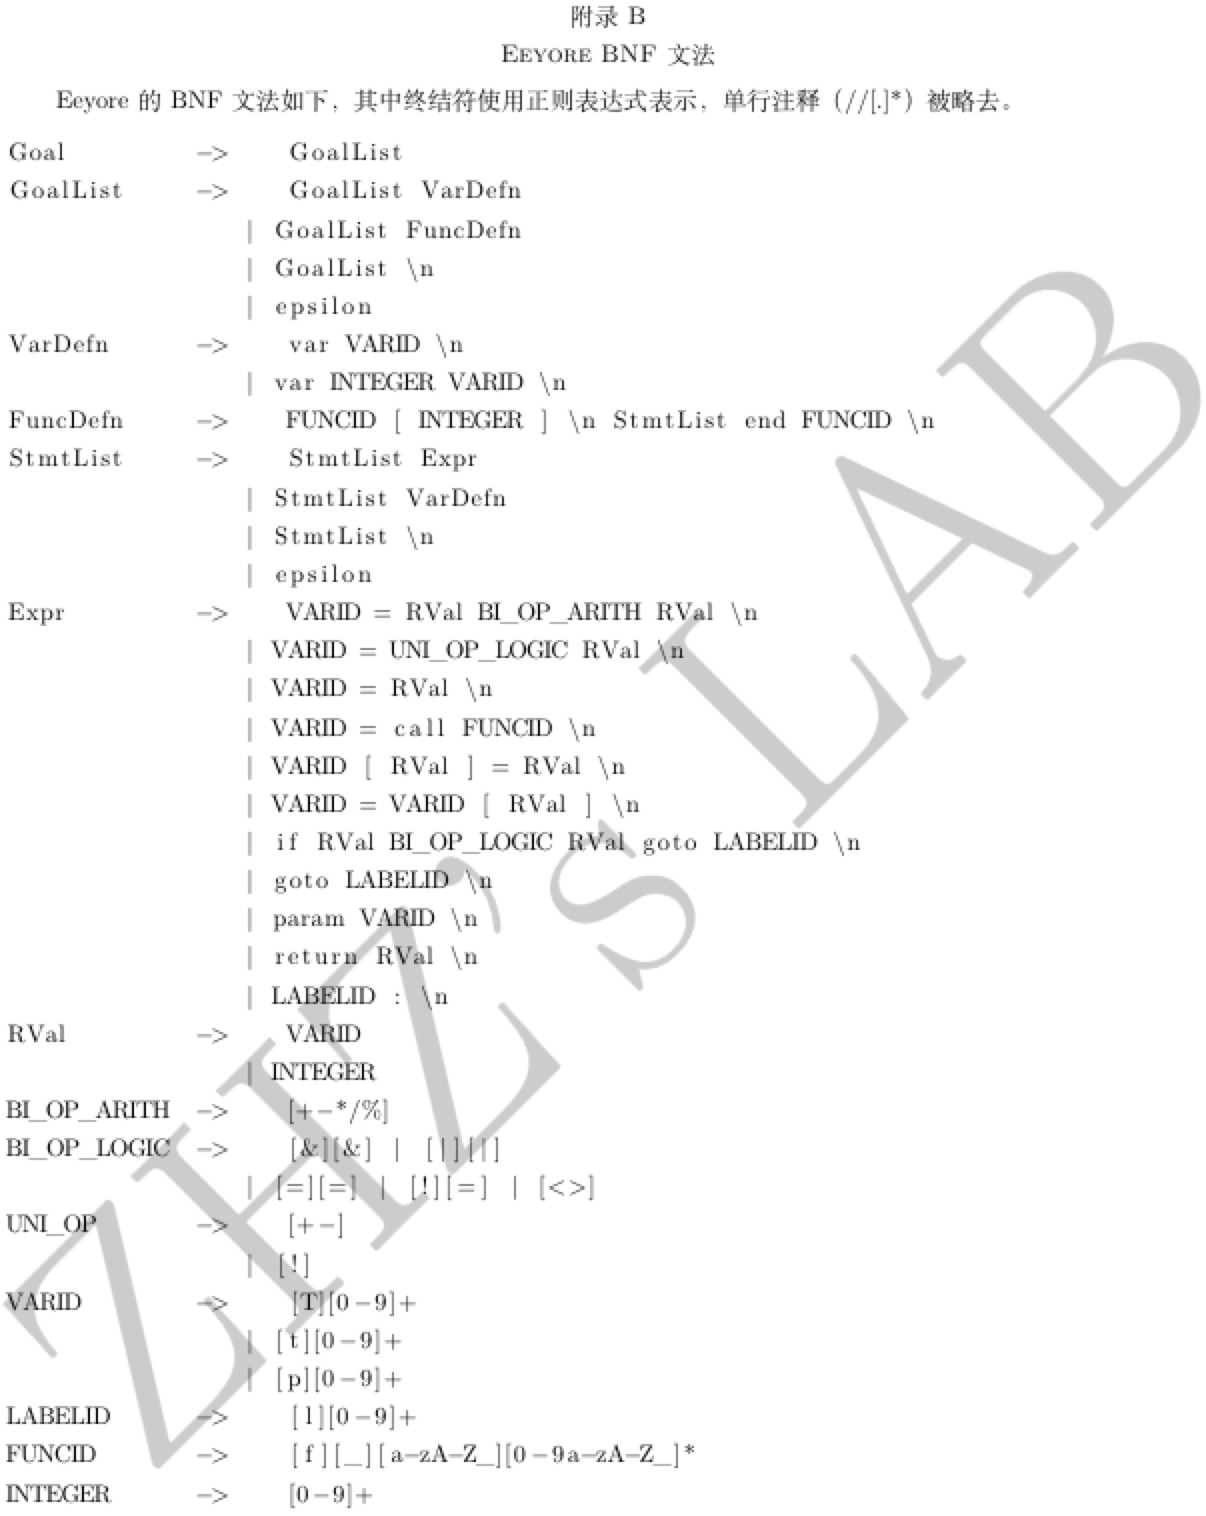 附录 B
EEYORE BNF 文法
Eeyore 的 BNF 文法如下，其中终结符使用正则表达式表示，单行注释（//[.]*）被略去。
Goal -> GoalList
GoalList -> GoalList VarDefn
| GoalList FuncDefn
| GoalList \n
| epsilon
VarDefn -> var VARID \n
| var INTEGER VARID \n
FuncDefn -> FUNCID [ INTEGER ] \n StmtList end FUNCID \n
StmtList -> StmtList Expr
| StmtList VarDefn
| StmtList \n
| epsilon
Expr -> VARID = RVal BI_OP_ARITH RVal \n
| VARID = UNI_OP_LOGIC RVal \n
| VARID = RVal \n
| VARID = call FUNCID \n
| VARID [ RVal ] = RVal \n
| VARID = VARID [ RVal ] \n
| if RVal BI_OP_LOGIC RVal goto LABELID \n
| goto LABELID \n
| param VARID \n
| return RVal \n
| LABELID : \n
RVal -> VARID
| INTEGER
BI_OP_ARITH -> [+-*/%]
BI_OP_LOGIC -> [&][&] | [|][|]
| [=][=] | [!][=] | [<>]
UNI_OP -> [+-]
| [!]
VARID -> [T][0-9]+
| [t][0-9]+
| [p][0-9]+
LABELID -> [l][0-9]+
FUNCID -> [f][_][a-zA-Z_][0-9a-zA-Z_]*
INTEGER -> [0-9]+
ZHZ's LAB